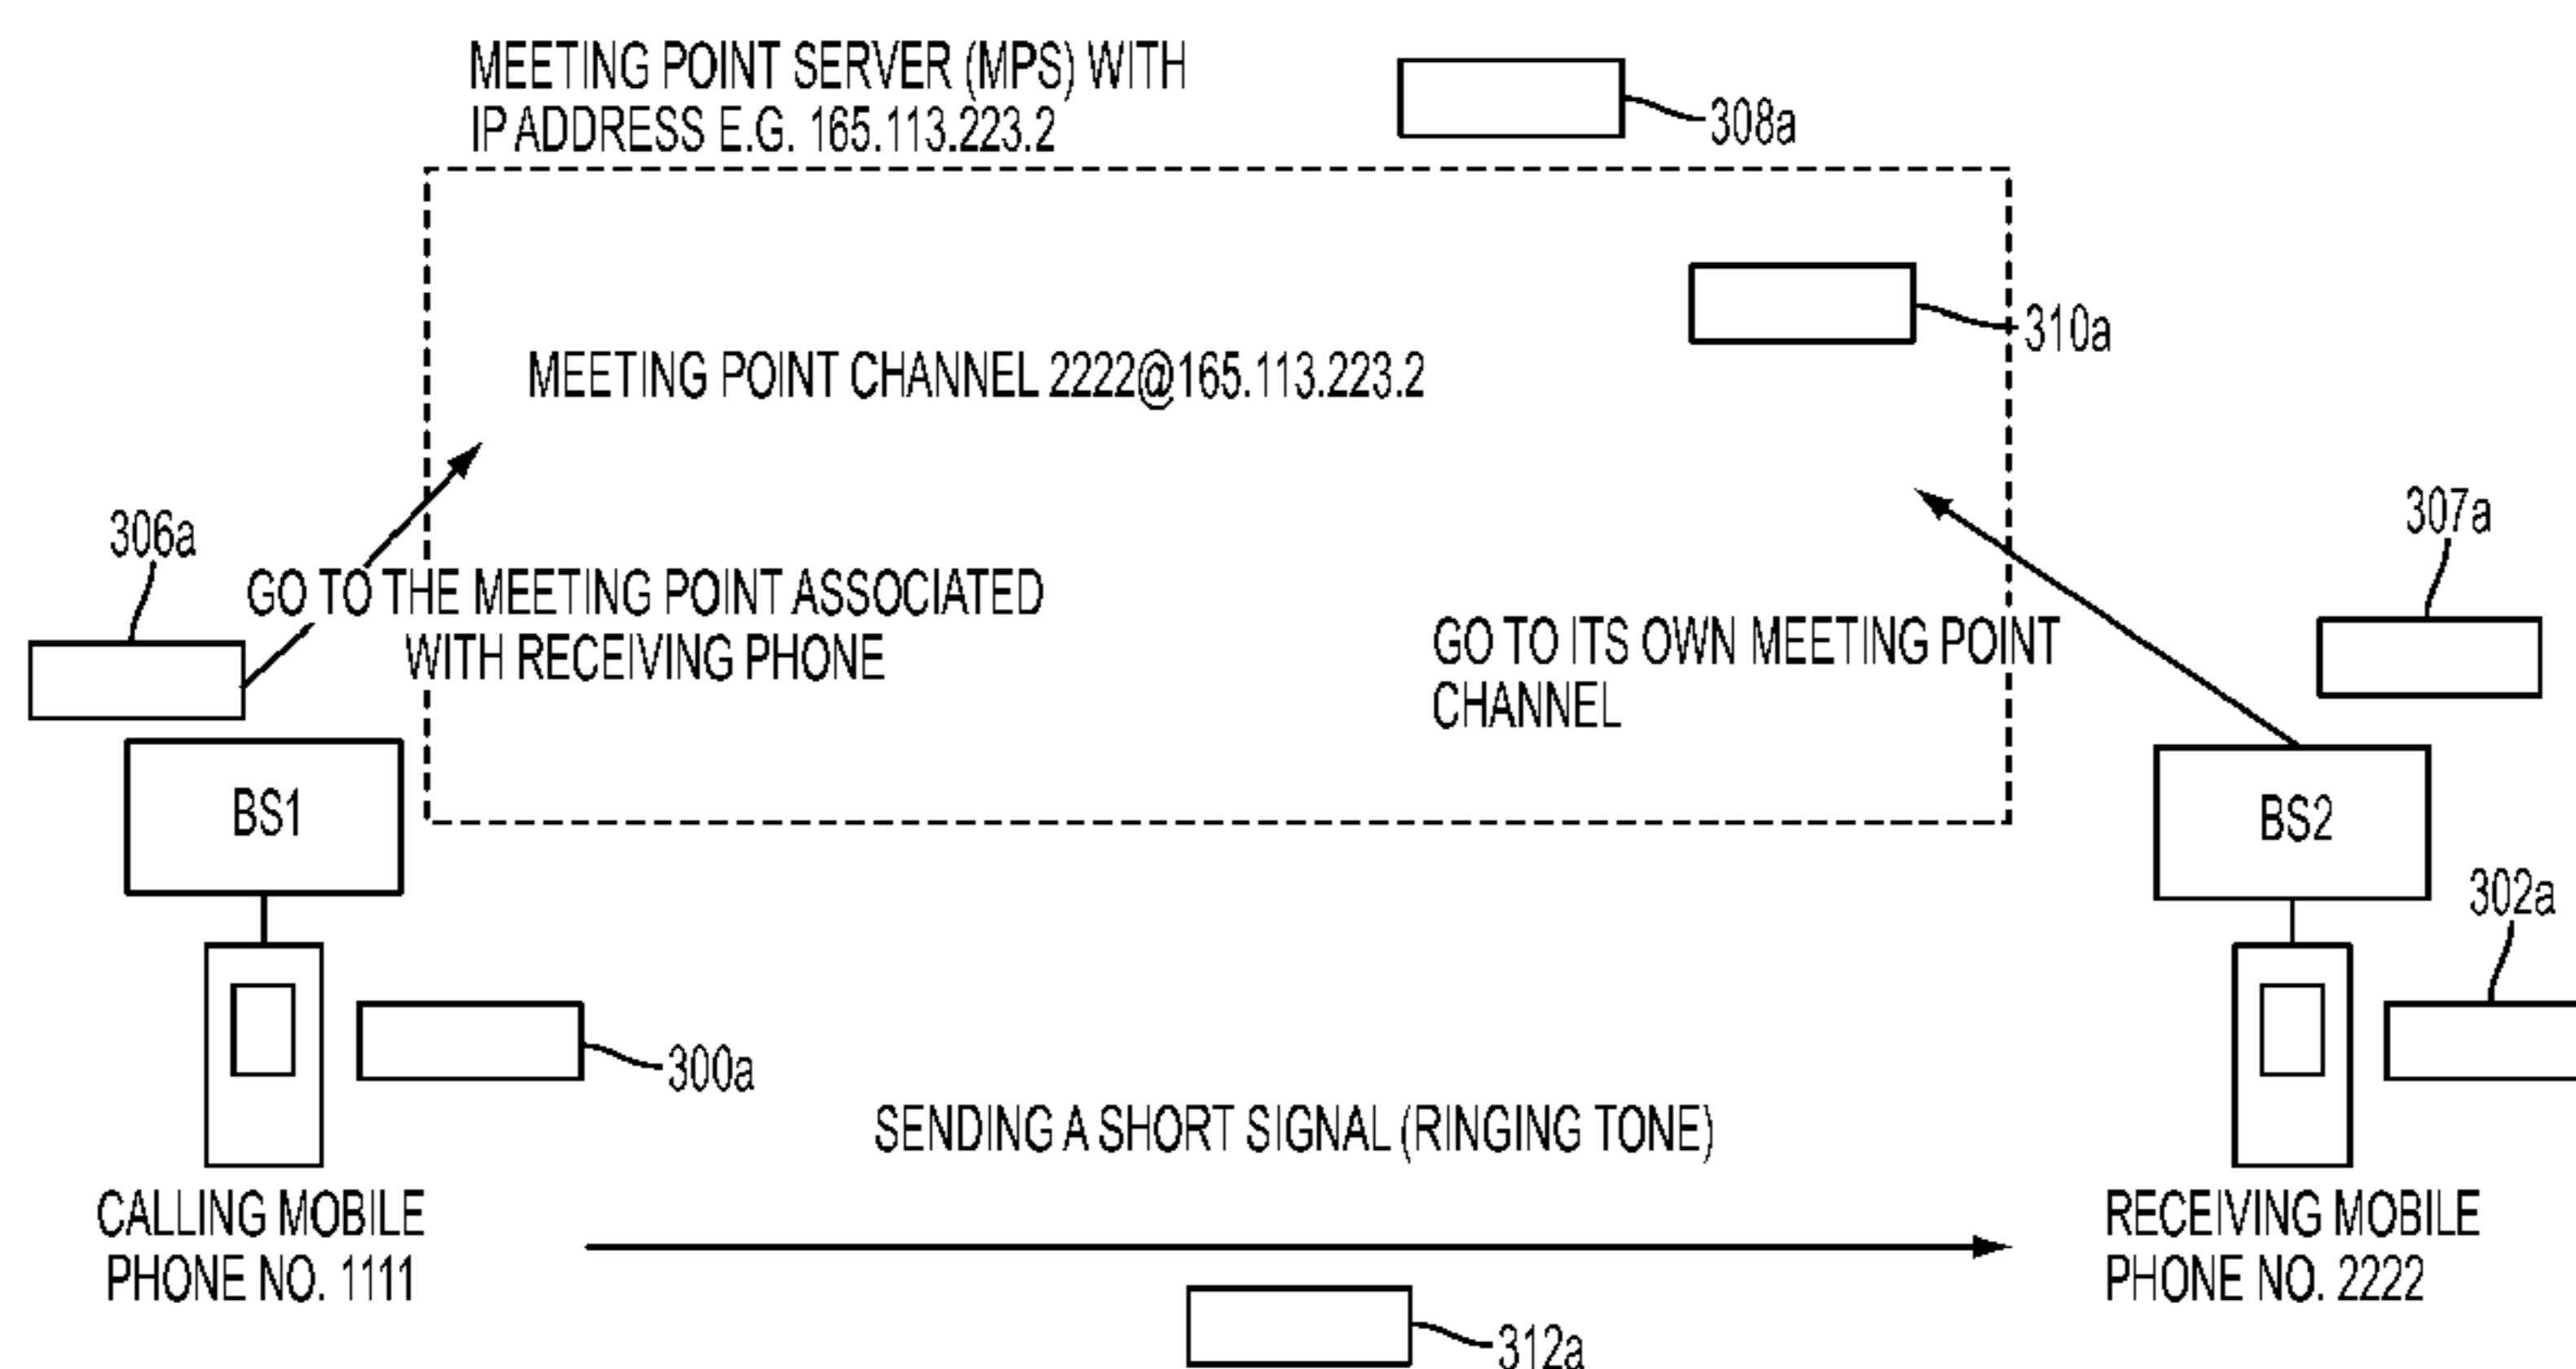 MEETING POINT SERVER (MPS) WITH
IP ADDRESS E.G. 165.113.223.2
308a
310a
MEETING POINT CHANNEL 2222@165.113.223.2
306a
307a
GO TO THE MEETING POINT ASSOCIATED
WITH RECEIVING PHONE
GO TO ITS OWN MEETING POINT
CHANNEL
BS1
BS2
302a
300a
SENDING A SHORT SIGNAL (RINGING TONE)
CALLING MOBILE
PHONE NO. 1111
RECEIVING MOBILE
PHONE NO. 2222
312a